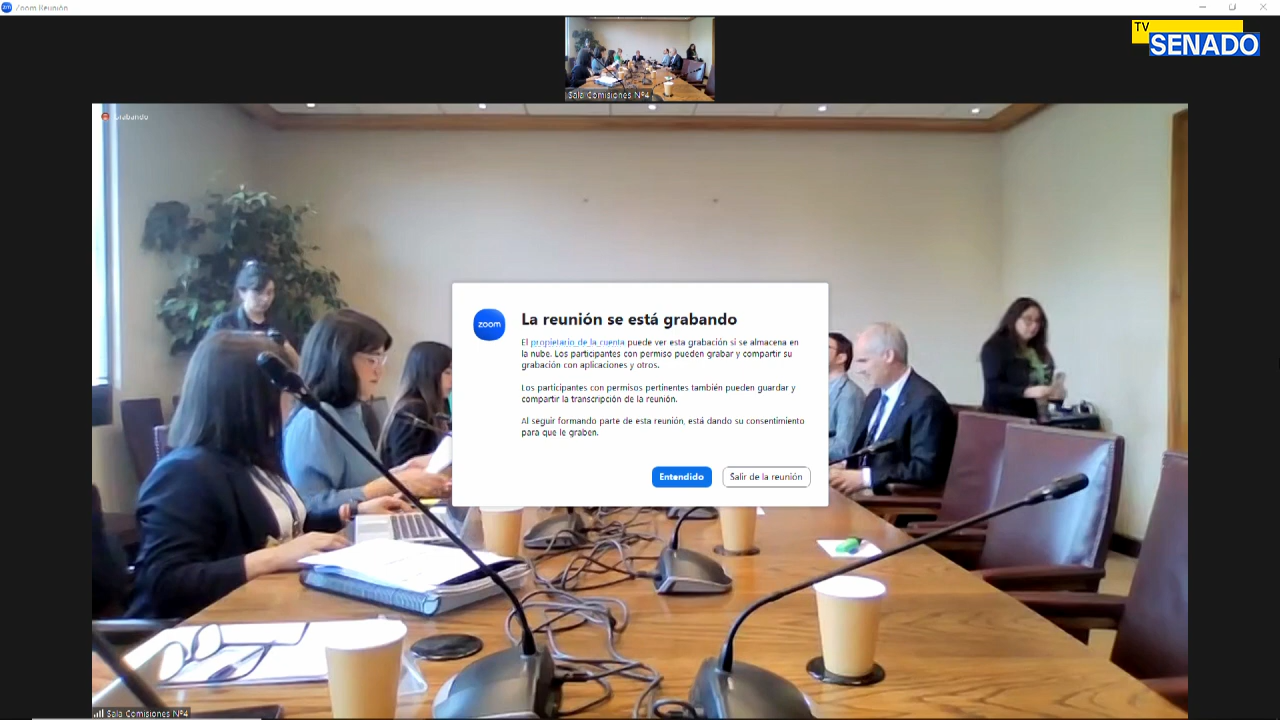 zoom
Zoom Reunión
TV
SENADO
Sala Comisiones Nº4
Grabando
zoom
La reunión se está grabando
El propietario de la cuenta puede ver esta grabación si se almacena en
la nube. Los participantes con permiso pueden grabar y compartir su
grabación con aplicaciones y otros.
Los participantes con permisos pertinentes también pueden guardar y
compartir la transcripción de la reunión.
Al seguir formando parte de esta reunión, está dando su consentimiento
para que le graben.
Entendido
Salir de la reunión
Sala Comisiones Nº4